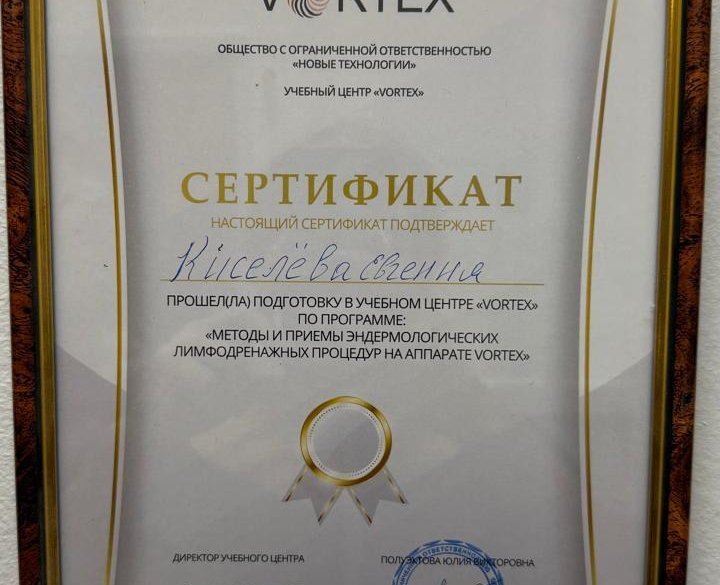 VORTEX
ОБЩЕСТВО С ОГРАНИЧЕННОЙ ОТВЕТСТВЕННОСТЬЮ
«НОВЫЕ ТЕХНОЛОГИИ»
УЧЕБНЫЙ ЦЕНТР «VORTEX»
СЕРТИФИКАТ
НАСТОЯЩИЙ СЕРТИФИКАТ ПОДТВЕРЖДАЕТ
Киселёва Евгения
ПРОШЕЛ(ЛА) ПОДГОТОВКУ В УЧЕБНОМ ЦЕНТРЕ «VORTEX»
ПО ПРОГРАММЕ:
«МЕТОДЫ И ПРИЕМЫ ЭНДЕРМОЛОГИЧЕСКИХ
ЛИМФОДРЕНАЖНЫХ ПРОЦЕДУР НА АППАРАТЕ VORTEX»
ДИРЕКТОР УЧЕБНОГО ЦЕНТРА
ПОЛУЭКТОВА ЮЛИЯ ВИКТОРОВНА